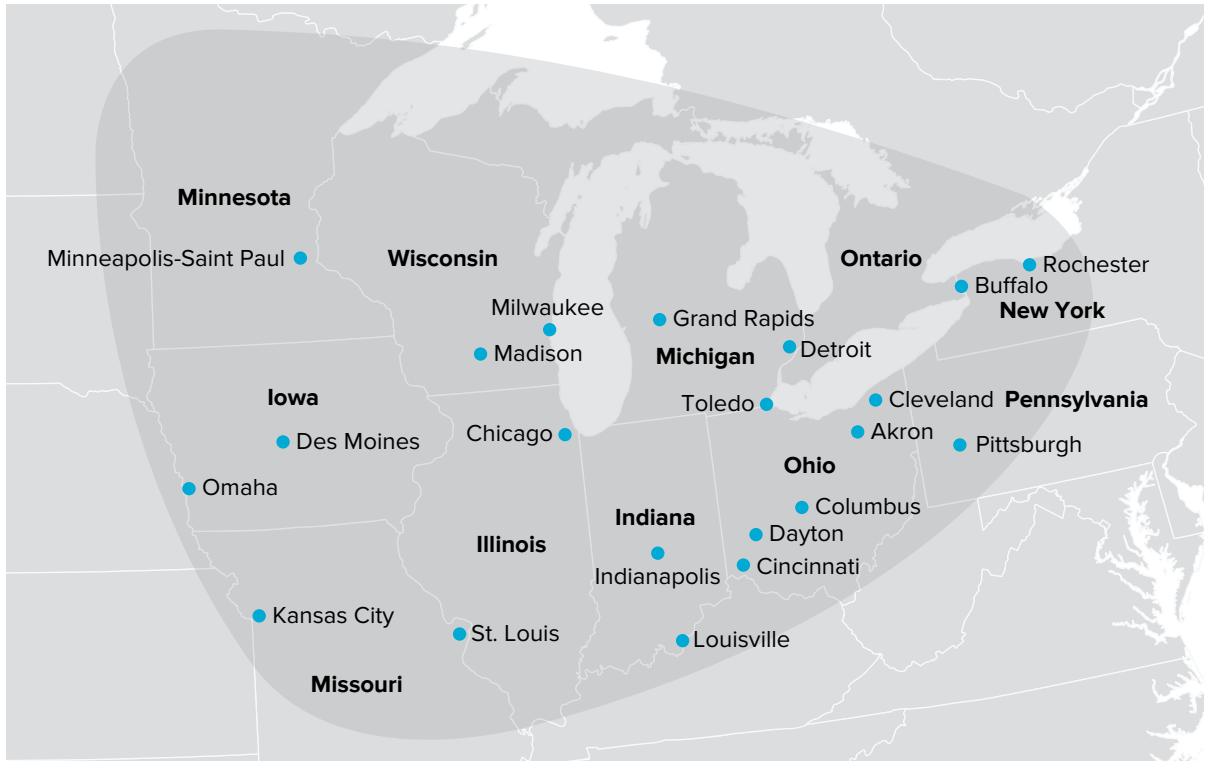 Minnesota
Minneapolis-Saint Paul
Wisconsin
Ontario
Rochester
Buffalo
New York
Milwaukee
Madison
Grand Rapids
Michigan
Detroit
Iowa
Toledo
Cleveland
Pennsylvania
Des Moines
Chicago
Akron
Pittsburgh
Ohio
Omaha
Columbus
Indiana
Dayton
Illinois
Indianapolis
Cincinnati
Kansas City
St. Louis
Louisville
Missouri